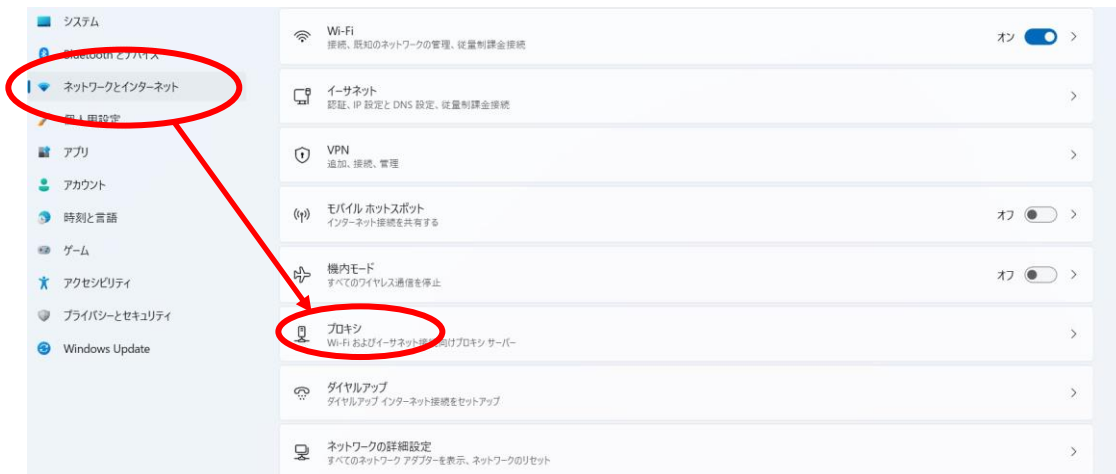 システム
Bluetooth とデバイス
ネットワークとインターネット
個人用設定
アプリ
アカウント
時刻と言語
ゲーム
アクセシビリティ
プライバシーとセキュリティ
Windows Update
Wi-Fi
接続、既知のネットワークの管理、従量制課金接続
オン
イーサネット
認証、IP 設定と DNS 設定、従量制課金接続
VPN
追加、接続、管理
モバイル ホットスポット
インターネット接続を共有する
オフ
機内モード
すべてのワイヤレス通信を停止
オフ
プロキシ
Wi-Fi およびイーサネット接続向けプロキシ サーバー
ダイヤルアップ
ダイヤルアップ インターネット接続をセットアップ
ネットワークの詳細設定
すべてのネットワーク アダプターを表示、ネットワークのリセット